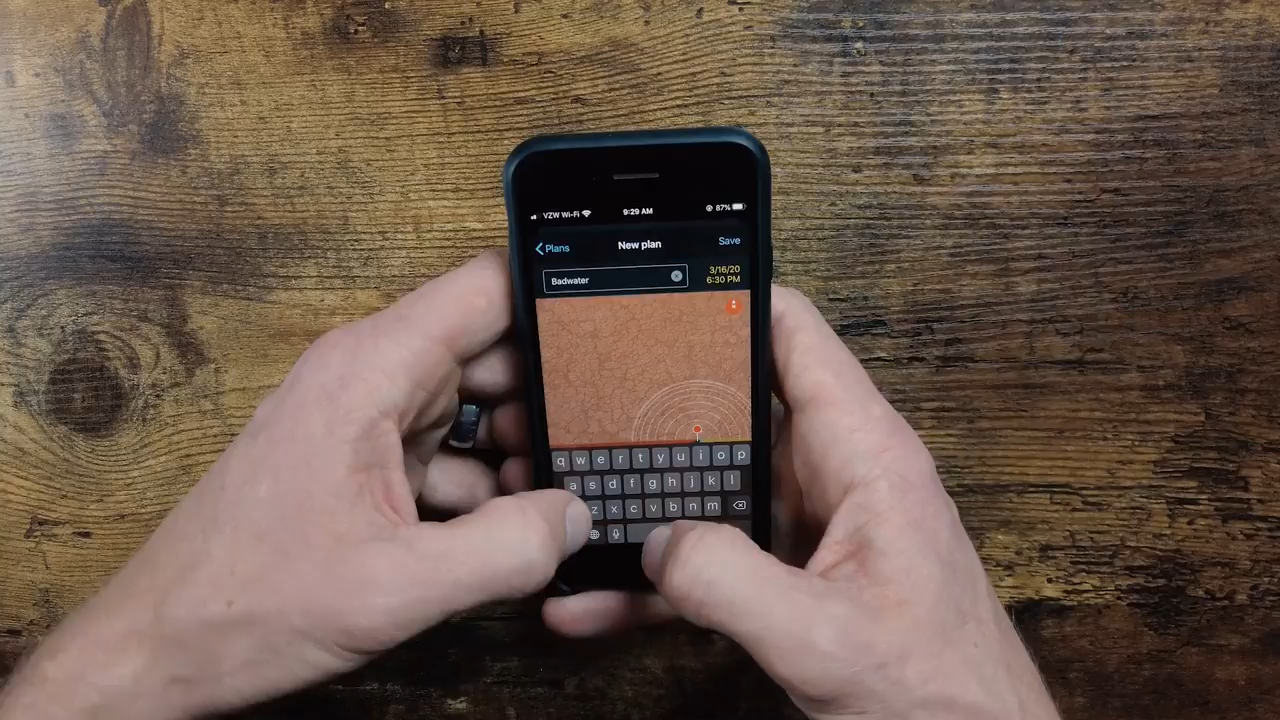 VZW Wi-Fi 9:29 AM 87%
Plans New plan Save
Badwater 3/16/20
6:30 PM
q w e r t y u i o p
a s d f g h j k l
z x c v b n m